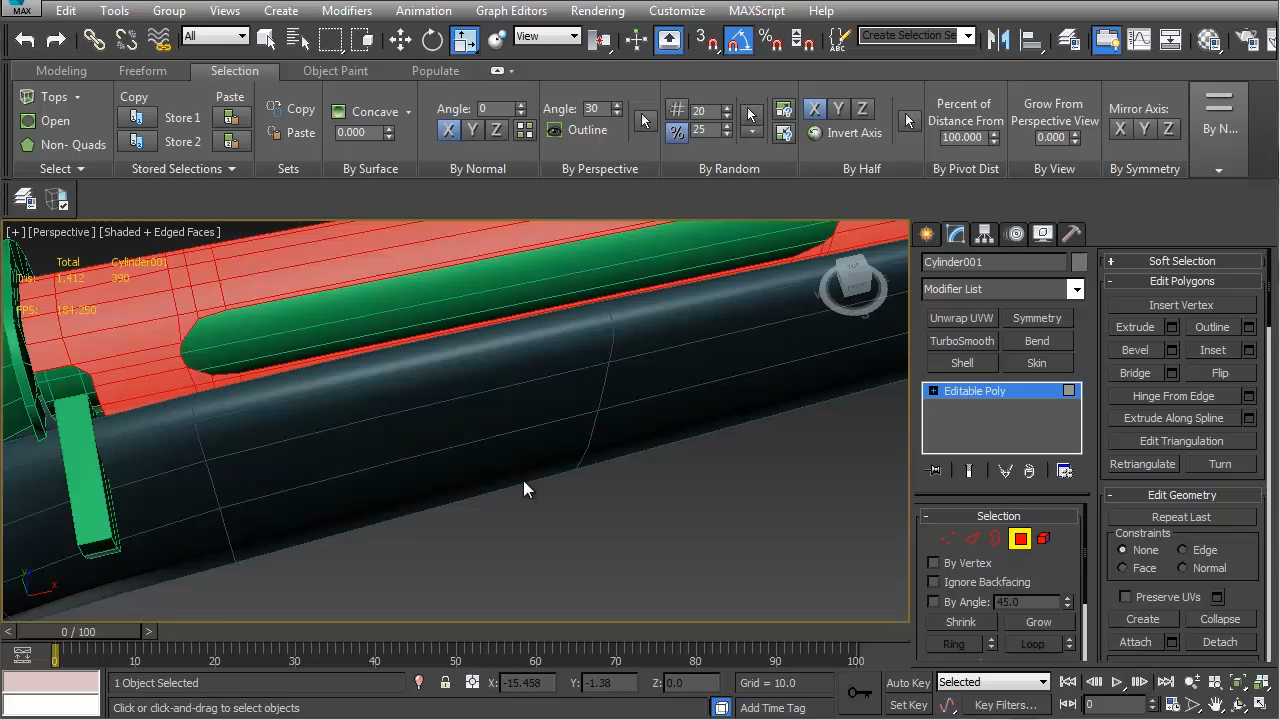 MAX Edit Tools Group Views Create Modifiers Animation Graph Editors Rendering Customize MAXScript Help
All View 3 Create Selection Se
Modeling Freeform Selection Object Paint Populate
Tops Copy Paste Copy Concave Angle: 0 Angle: 30 20 X Y Z Percent of Distance From Grow From Perspective View Mirror Axis:
Open Store 1 Paste 0.000 X Y Z Outline % 25 Invert Axis 100.000 0.000 X Y Z By N...
Non- Quads Store 2
Select Stored Selections Sets By Surface By Normal By Perspective By Random By Half By Pivot Dist By View By Symmetry
[+] [Perspective] [Shaded + Edged Faces]
Total Cylinder001
Tris: 1,412 390
FPS: 184.250
TOP
FRONT
Cylinder001
Modifier List
Unwrap UVW Symmetry
TurboSmooth Bend
Shell Skin
Editable Poly
Selection
By Vertex
Ignore Backfacing
By Angle: 45.0
Shrink Grow
Ring Loop
Soft Selection
Edit Polygons
Insert Vertex
Extrude Outline
Bevel Inset
Bridge Flip
Hinge From Edge
Extrude Along Spline
Edit Triangulation
Retriangulate Turn
Edit Geometry
Repeat Last
Constraints
None Edge
Face Normal
Preserve UVs
Create Collapse
Attach Detach
x
0 / 100
0 10 20 30 40 50 60 70 80 90 100
1 Object Selected X: -15.458 Y: -1.38 Z: 0.0 Grid = 10.0 Auto Key Selected
Click or click-and-drag to select objects Add Time Tag Set Key Key Filters... 0